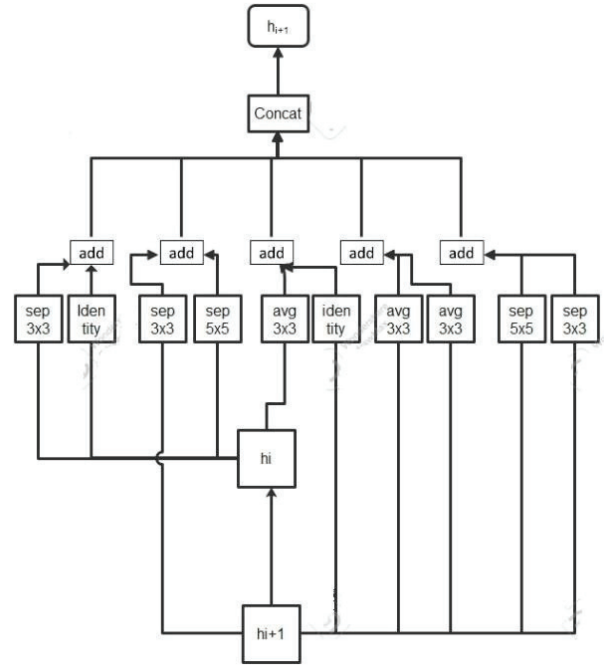 h_{i+1}
Concat
add
add
add
add
add
sep
3x3
Iden
tity
sep
3x3
sep
5x5
avg
3x3
iden
tity
avg
3x3
avg
3x3
sep
5x5
sep
3x3
hi
hi+1